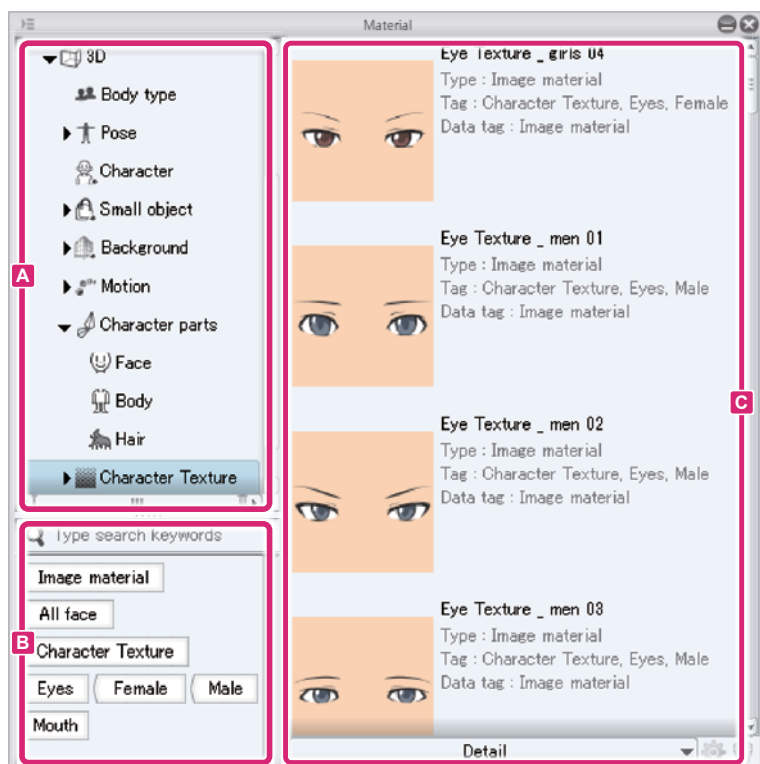 Material
3D
Body type
Pose
Character
Small object
Background
Motion
Character parts
Face
Body
Hair
Character Texture
A
Type search keywords
Image material
All face
Character Texture
Eyes Female Male
Mouth
B
Eye Texture _ girls 04
Type : Image material
Tag : Character Texture, Eyes, Female
Data tag : Image material
Eye Texture _ men 01
Type : Image material
Tag : Character Texture, Eyes, Male
Data tag : Image material
Eye Texture _ men 02
Type : Image material
Tag : Character Texture, Eyes, Male
Data tag : Image material
Eye Texture _ men 03
Type : Image material
Tag : Character Texture, Eyes, Male
Data tag : Image material
C
Detail